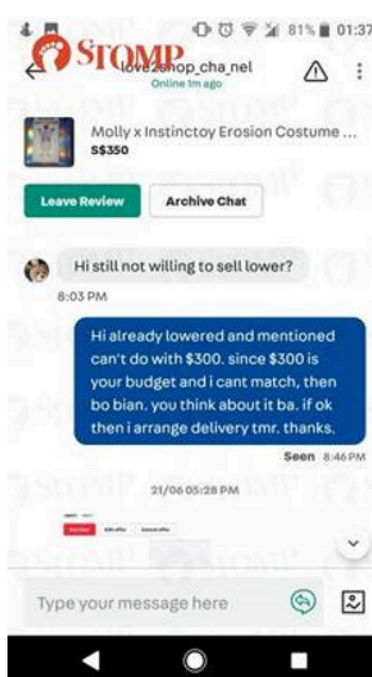 81% 01:37
STOMP
love2shop_cha_nel
Online 1m ago
Molly x Instinctoy Erosion Costume ...
S$350
Leave Review Archive Chat
Hi still not willing to sell lower?
8:03 PM
Hi already lowered and mentioned
can't do with $300. since $300 is
your budget and i cant match, then
bo bian. you think about it ba. if ok
then i arrange delivery tmr. thanks.
Seen 8:46 PM
21/06 05:28 PM
Type your message here